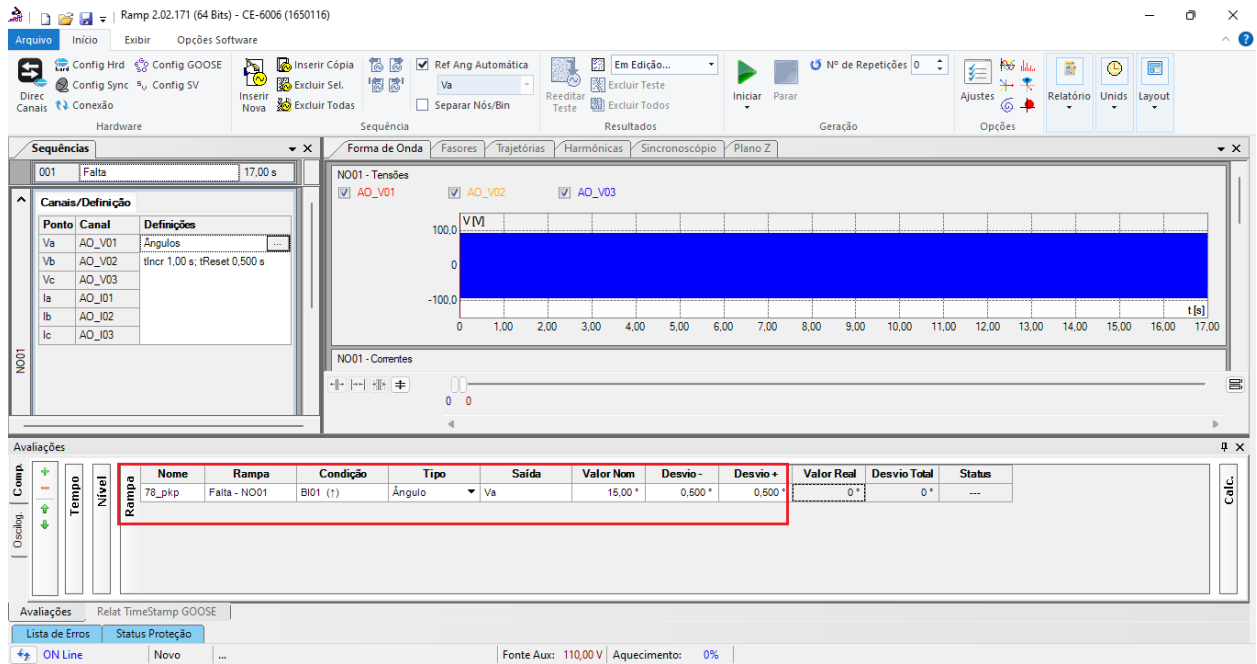 Ramp 2.02.171 (64 Bits) - CE-6006 (1650116)
Arquivo Início Exibir Opções Software
Direc Canais
Config Hrd Config GOOSE
Config Sync Config SV
Conexão
Hardware
Inserir Nova
Inserir Cópia
Excluir Sel.
Excluir Todas
Ref Ang Automática
Va
Separar Nós/Bin
Sequência
Reeditar Teste
Em Edição...
Excluir Teste
Excluir Todos
Resultados
Iniciar Parar
Nº de Repetições 0
Geração
Ajustes
Opções
Relatório Unids Layout
Sequências
001 Falta 17,00 s
Canais/Definição
Ponto Canal Definições
Va AO_V01 Ângulos ...
Vb AO_V02 tIncr 1,00 s; tReset 0,500 s
Vc AO_V03
Ia AO_I01
Ib AO_I02
Ic AO_I03
NO01
Forma de Onda Fasores Trajetórias Harmônicas Sincronoscópio Plano Z
NO01 - Tensões
AO_V01 AO_V02 AO_V03
V [V]
100,0
0
-100,0
t [s]
0 1,00 2,00 3,00 4,00 5,00 6,00 7,00 8,00 9,00 10,00 11,00 12,00 13,00 14,00 15,00 16,00 17,00
NO01 - Correntes
0 0
Avaliações
Comp.
Oscilog.
Tempo
Nível
Rampa
Nome Rampa Condição Tipo Saída Valor Nom Desvio - Desvio + Valor Real Desvio Total Status
78_pkp Falta - NO01 BI01 (↑) Ângulo Va 15,00 ° 0,500 ° 0,500 ° 0 ° 0 ° ---
Calc.
Avaliações Relat TimeStamp GOOSE
Lista de Erros Status Proteção
ON Line Novo ... Fonte Aux: 110,00 V Aquecimento: 0%